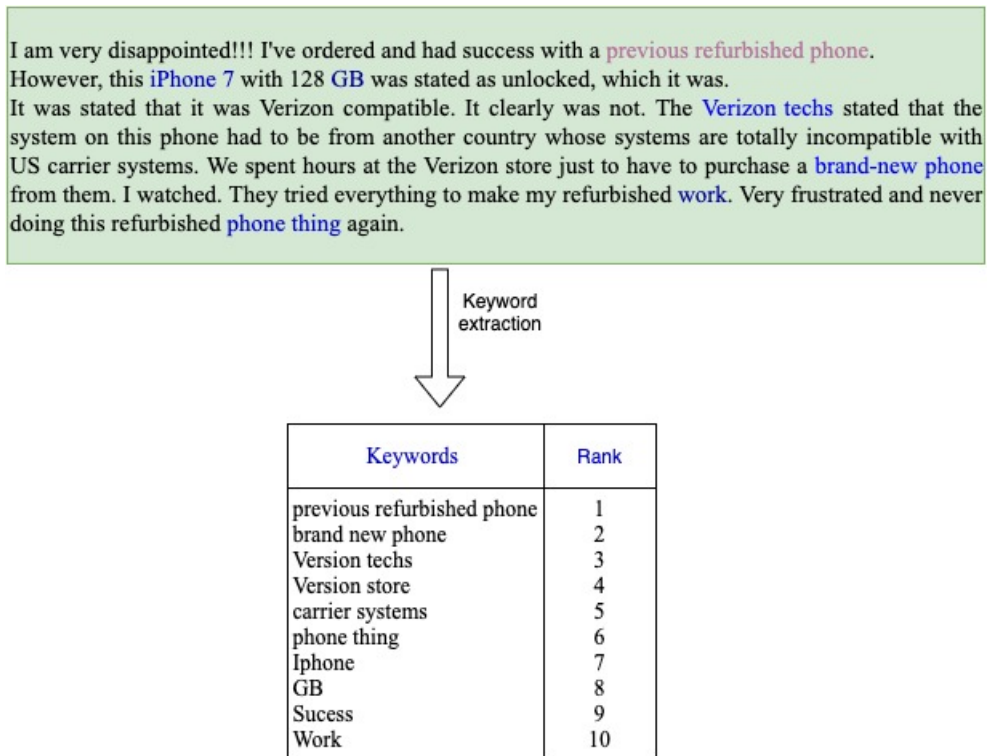 I am very disappointed!!! I've ordered and had success with a previous refurbished phone.
However, this iPhone 7 with 128 GB was stated as unlocked, which it was.
It was stated that it was Verizon compatible. It clearly was not. The Verizon techs stated that the
system on this phone had to be from another country whose systems are totally incompatible with
US carrier systems. We spent hours at the Verizon store just to have to purchase a brand-new phone
from them. I watched. They tried everything to make my refurbished work. Very frustrated and never
doing this refurbished phone thing again.
Keyword
extraction
Keywords Rank
previous refurbished phone 1
brand new phone 2
Version techs 3
Version store 4
carrier systems 5
phone thing 6
Iphone 7
GB 8
Sucess 9
Work 10